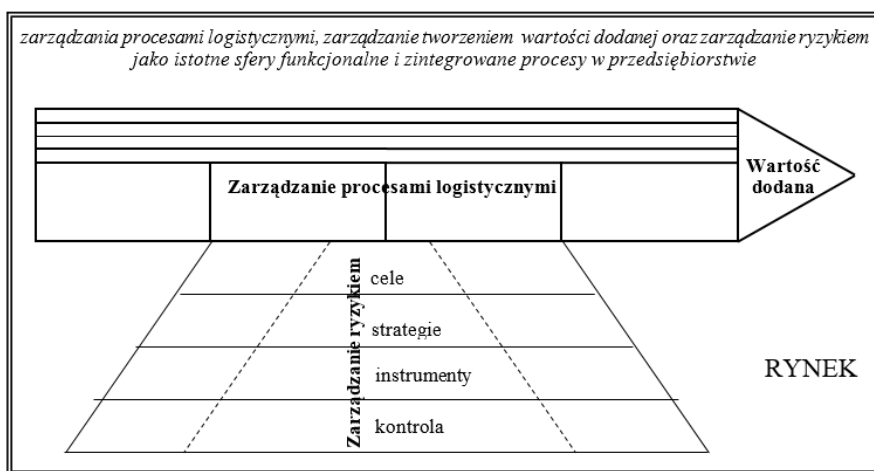 zarządzania procesami logistycznymi, zarządzanie tworzeniem wartości dodanej oraz zarządzanie ryzykiem
jako istotne sfery funkcjonalne i zintegrowane procesy w przedsiębiorstwie
Wartość
dodana
Zarządzanie procesami logistycznymi
Zarządzanie ryzykiem
cele
strategie
instrumenty
kontrola
RYNEK